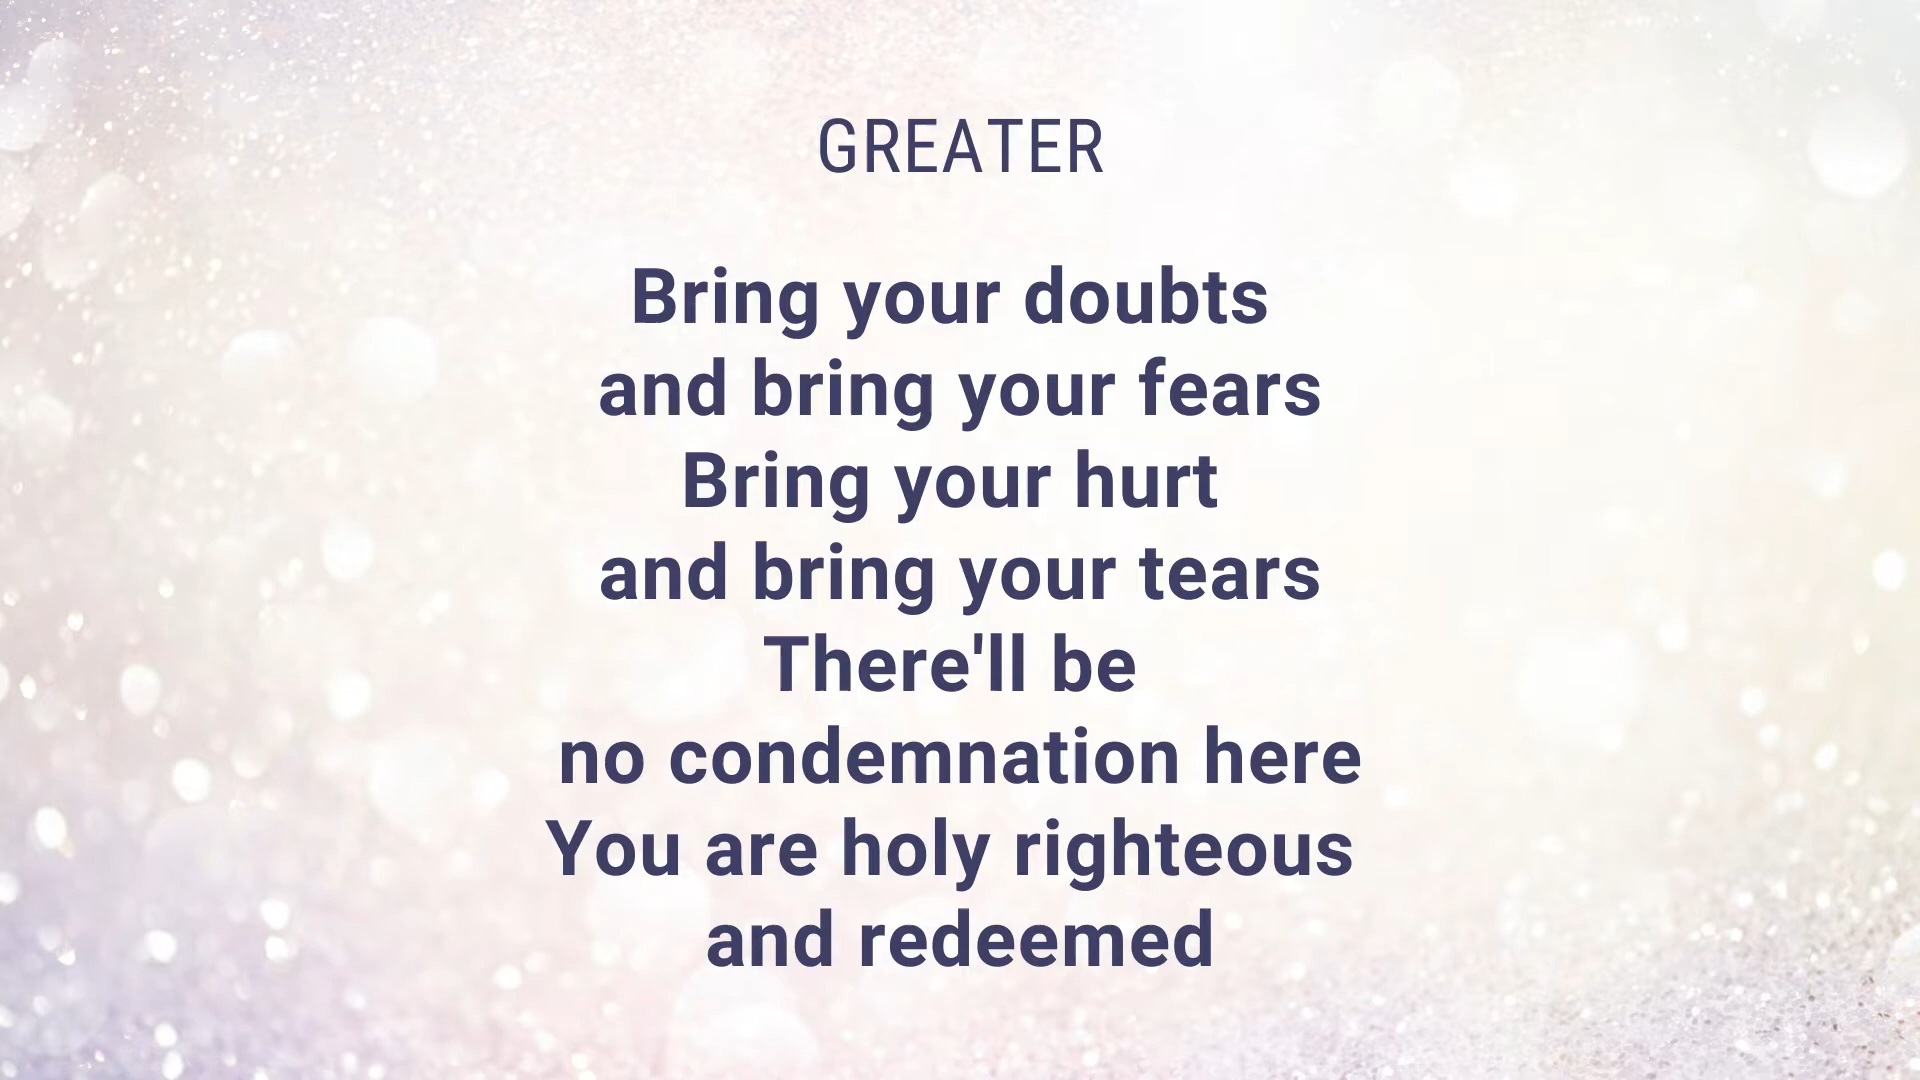 GREATER
Bring your doubts
and bring your fears
Bring your hurt
and bring your tears
There'll be
no condemnation here
You are holy righteous
and redeemed